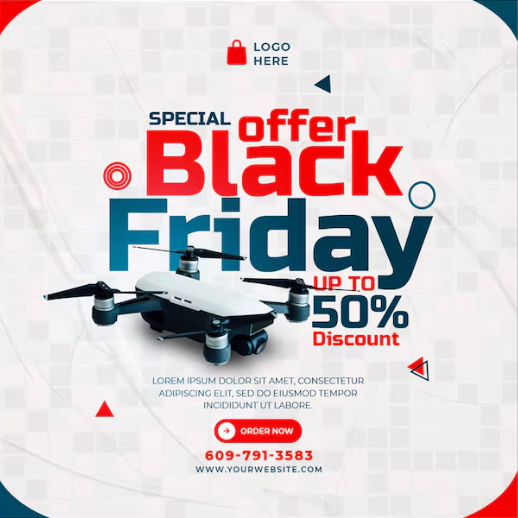 LOGO
HERE
SPECIAL offer
Black
Friday
UP TO
50%
Discount
LOREM IPSUM DOLOR SIT AMET, CONSECTETUR
ADIPISCING ELIT, SED DO EIUSMOD TEMPOR
INCIDIDUNT UT LABORE.
ORDER NOW
609-791-3583
WWW.YOURWEBSITE.COM